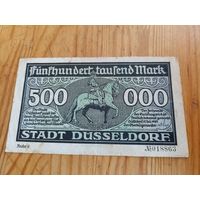 Fünfhundert tausend Mark
500 000
STADT DÜSSELDORF
№018863